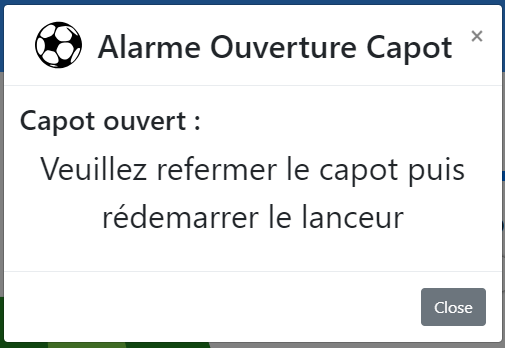 Alarme Ouverture Capot
×
Capot ouvert :
Veuillez refermer le capot puis
rédemarrer le lanceur
Close